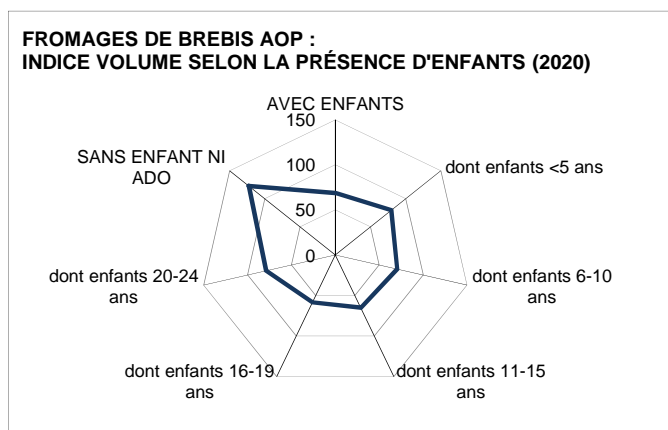 FROMAGES DE BREBIS AOP :
INDICE VOLUME SELON LA PRÉSENCE D'ENFANTS (2020)
AVEC ENFANTS
150
100
50
0
dont enfants <5 ans
dont enfants 6-10
ans
dont enfants 11-15
ans
dont enfants 16-19
ans
dont enfants 20-24
ans
SANS ENFANT NI
ADO